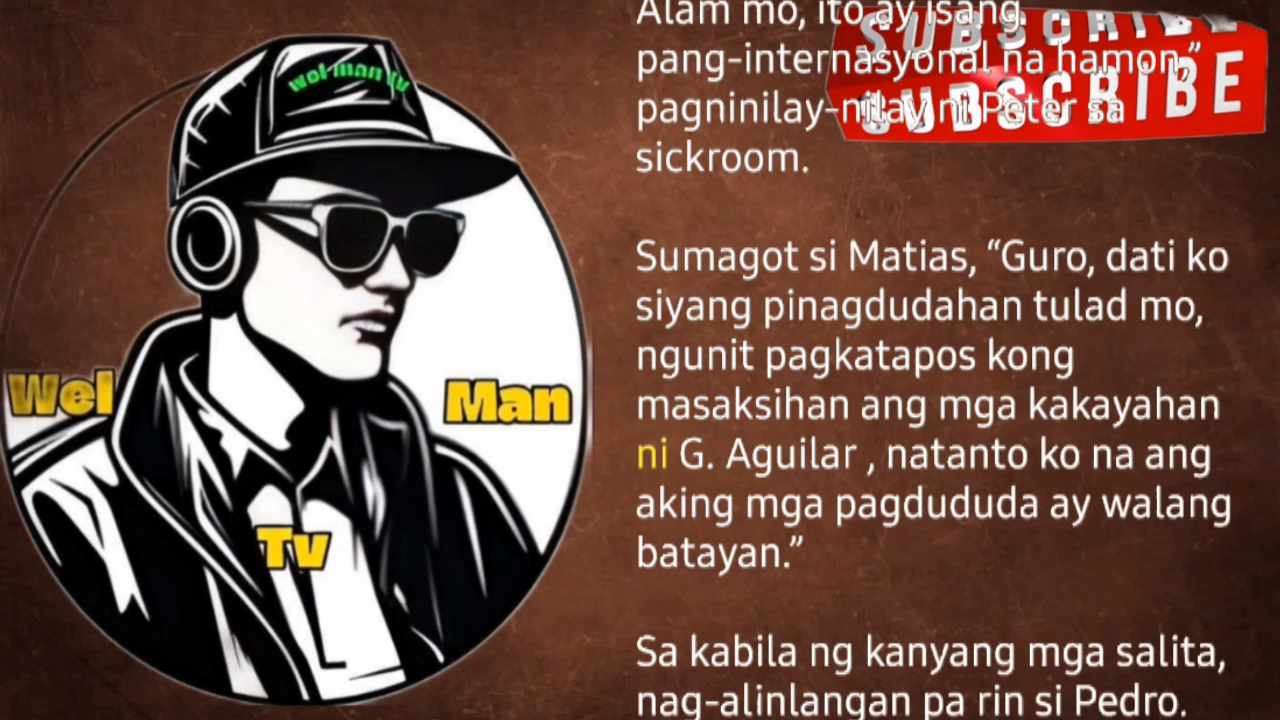 wel man tv
Wel
Man
Tv
SUBSCRIBE
SUBSCRIBE
Alam mo, ito ay isang
pang-internasyonal na hamon,”
pagninilay-nilay ni Peter sa
sickroom.
Sumagot si Matias, “Guro, dati ko
siyang pinagdudahan tulad mo,
ngunit pagkatapos kong
masaksihan ang mga kakayahan
ni G. Aguilar , natanto ko na ang
aking mga pagdududa ay walang
batayan.”
Sa kabila ng kanyang mga salita,
nag-alinlangan pa rin si Pedro.